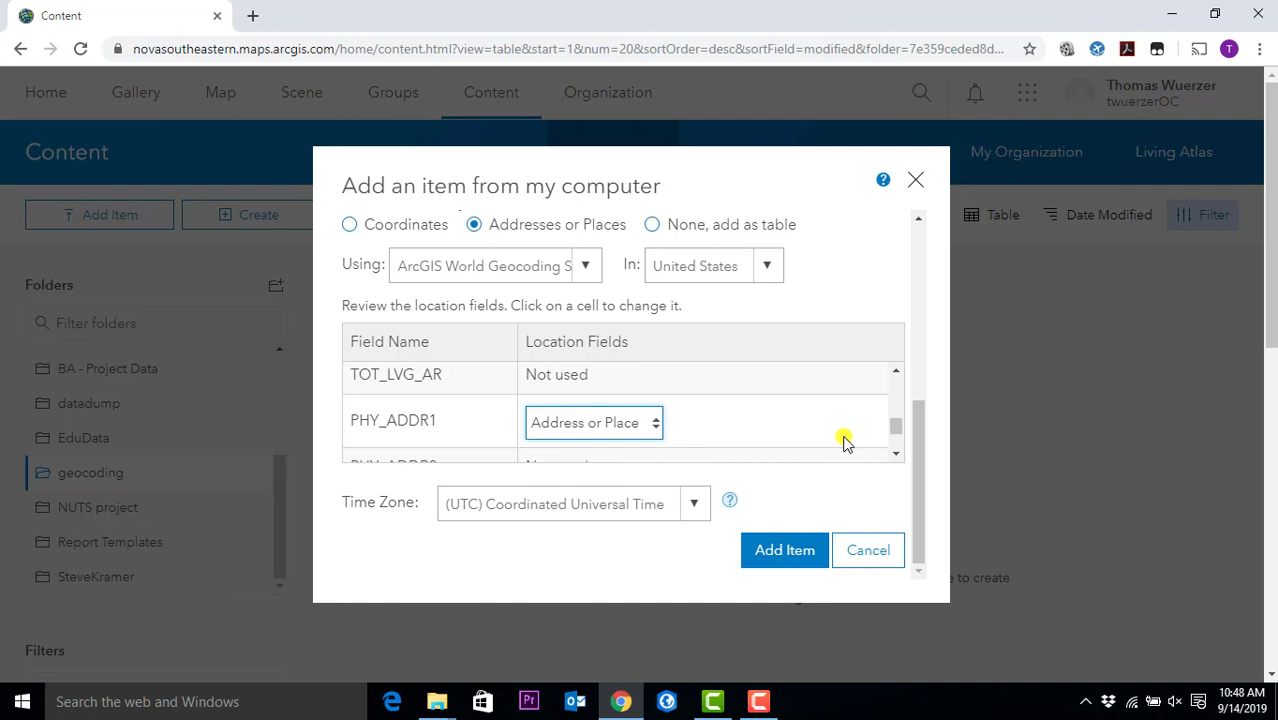 Content
novasoutheastern.maps.arcgis.com/home/content.html?view=table&start=1&num=20&sortOrder=desc&sortField=modified&folder=7e359ceded8d...
T
Home Gallery Map Scene Groups Content Organization
Thomas Wuerzer
twuerzerOC
Content
My Organization Living Atlas
Add Item
Create
Table
Date Modified
Filter
Folders
Filter folders
BA - Project Data
datadump
EduData
geocoding
NUTS project
Report Templates
SteveKramer
Filters
Add an item from my computer
?
Coordinates Addresses or Places None, add as table
Using: ArcGIS World Geocoding S In: United States
Review the location fields. Click on a cell to change it.
Field Name Location Fields
TOT_LVG_AR Not used
PHY_ADDR1 Address or Place
Time Zone: (UTC) Coordinated Universal Time ?
Add Item Cancel
e to create
Search the web and Windows
10:48 AM
9/14/2019